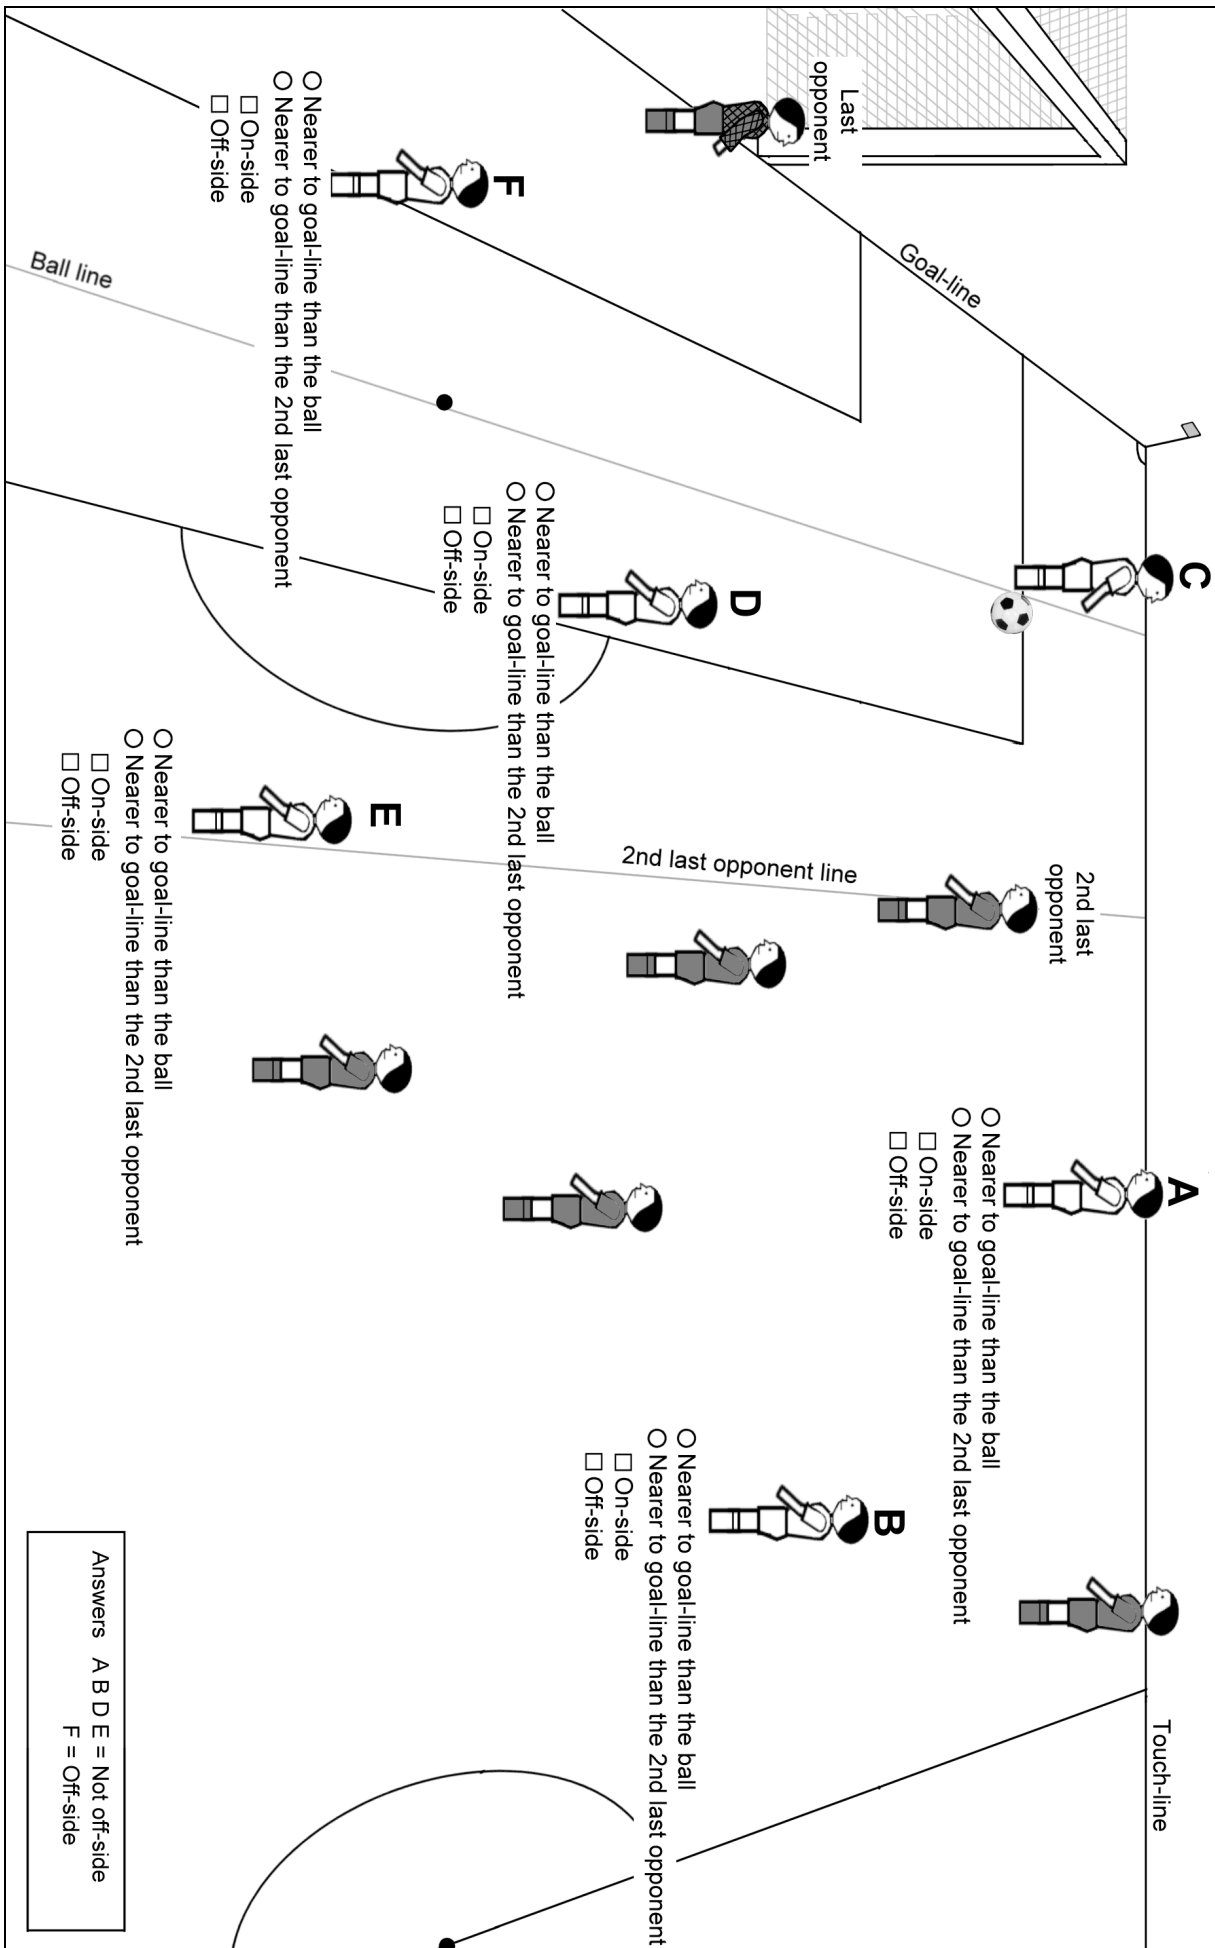 Last
opponent
Goal-line
C
F
○ Nearer to goal-line than the ball
○ Nearer to goal-line than the 2nd last opponent
□ On-side
□ Off-side
Ball line
D
○ Nearer to goal-line than the ball
○ Nearer to goal-line than the 2nd last opponent
□ On-side
□ Off-side
E
○ Nearer to goal-line than the ball
○ Nearer to goal-line than the 2nd last opponent
□ On-side
□ Off-side
2nd last opponent line
2nd last
opponent
A
○ Nearer to goal-line than the ball
○ Nearer to goal-line than the 2nd last opponent
□ On-side
□ Off-side
B
○ Nearer to goal-line than the ball
○ Nearer to goal-line than the 2nd last opponent
□ On-side
□ Off-side
Touch-line
Answers A B D E = Not off-side
F = Off-side